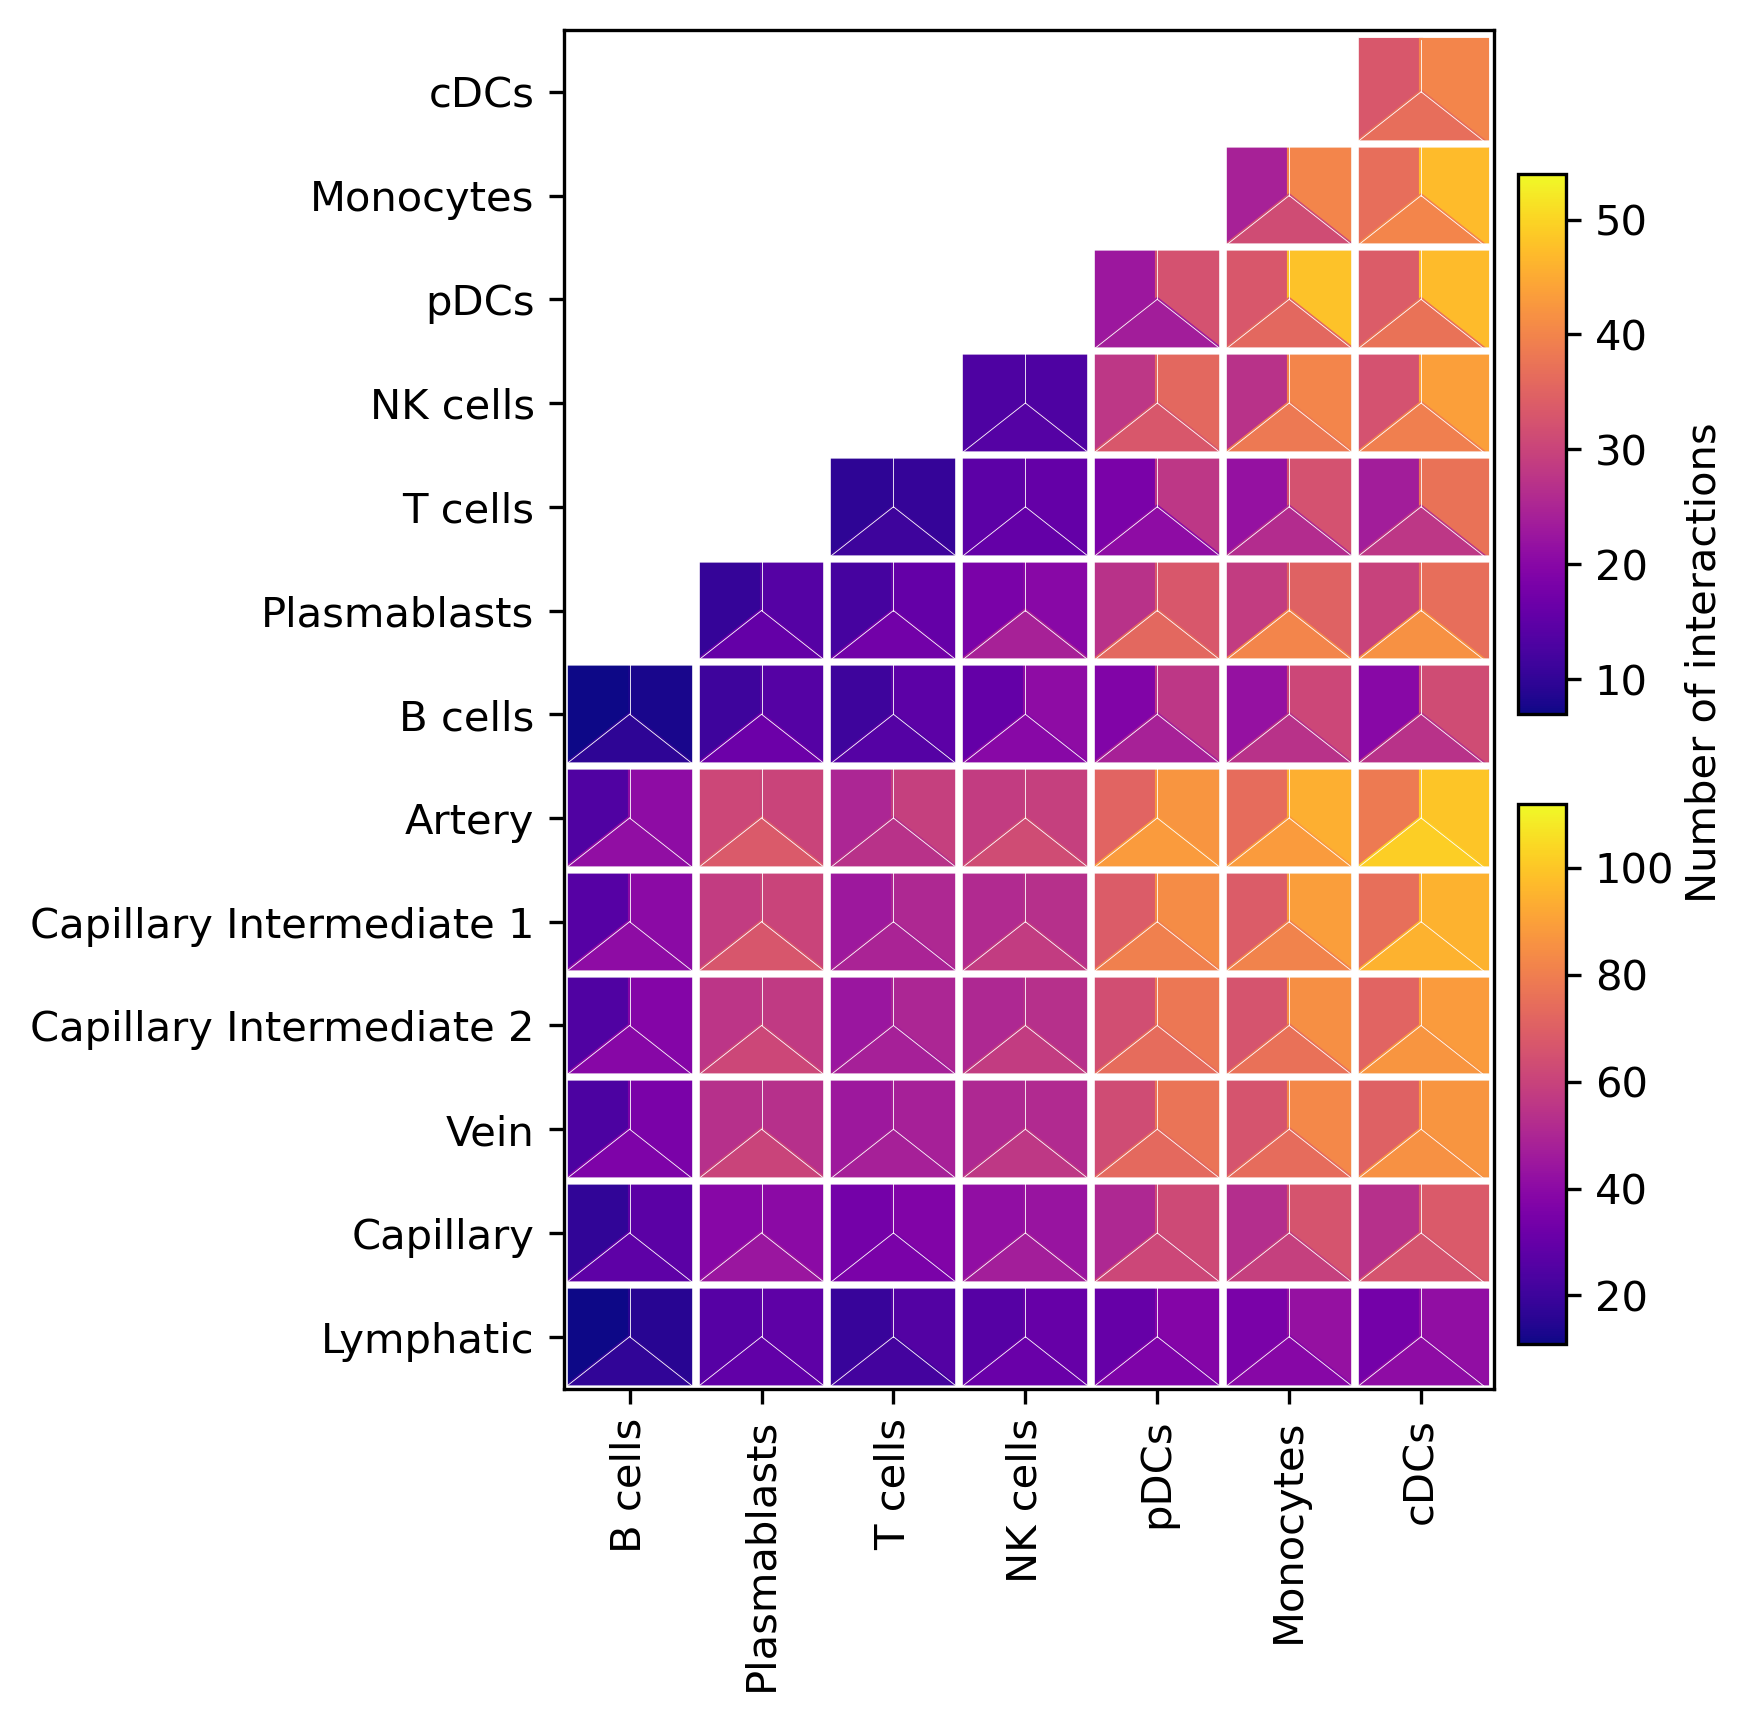 cDCs
Monocytes
pDCs
NK cells
T cells
Plasmablasts
B cells
Artery
Capillary Intermediate 1
Capillary Intermediate 2
Vein
Capillary
Lymphatic
B cells
Plasmablasts
T cells
NK cells
pDCs
Monocytes
cDCs
50
40
30
20
10
100
80
60
40
20
Number of interactions